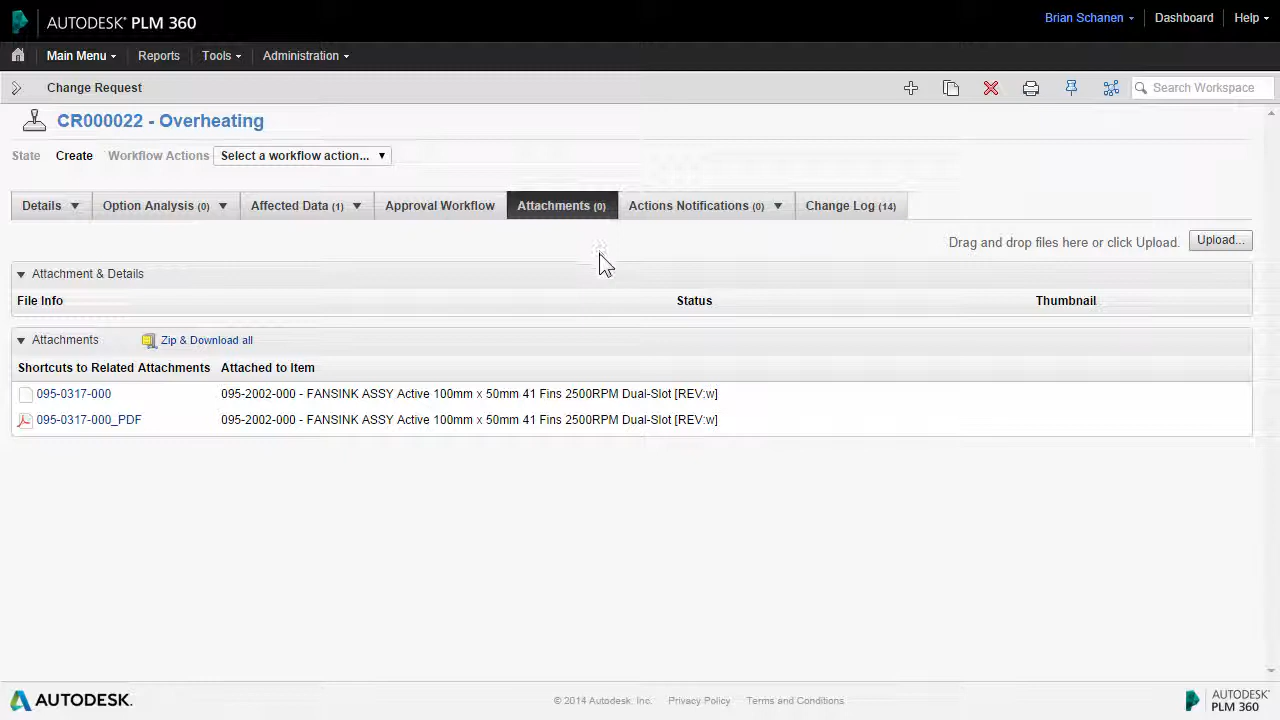 AUTODESK® PLM 360
Brian Schanen
Dashboard
Help
Main Menu
Reports
Tools
Administration
Change Request
Search Workspace
CR000022 - Overheating
State
Create
Workflow Actions
Select a workflow action...
Details
Option Analysis (0)
Affected Data (1)
Approval Workflow
Attachments (0)
Actions Notifications (0)
Change Log (14)
Drag and drop files here or click Upload.
Upload...
Attachment & Details
File Info
Status
Thumbnail
Attachments
Zip & Download all
Shortcuts to Related Attachments
Attached to Item
095-0317-000
095-2002-000 - FANSINK ASSY Active 100mm x 50mm 41 Fins 2500RPM Dual-Slot [REV:w]
095-0317-000_PDF
095-2002-000 - FANSINK ASSY Active 100mm x 50mm 41 Fins 2500RPM Dual-Slot [REV:w]
AUTODESK.
© 2014 Autodesk, Inc.
Privacy Policy
Terms and Conditions
AUTODESK®
PLM 360